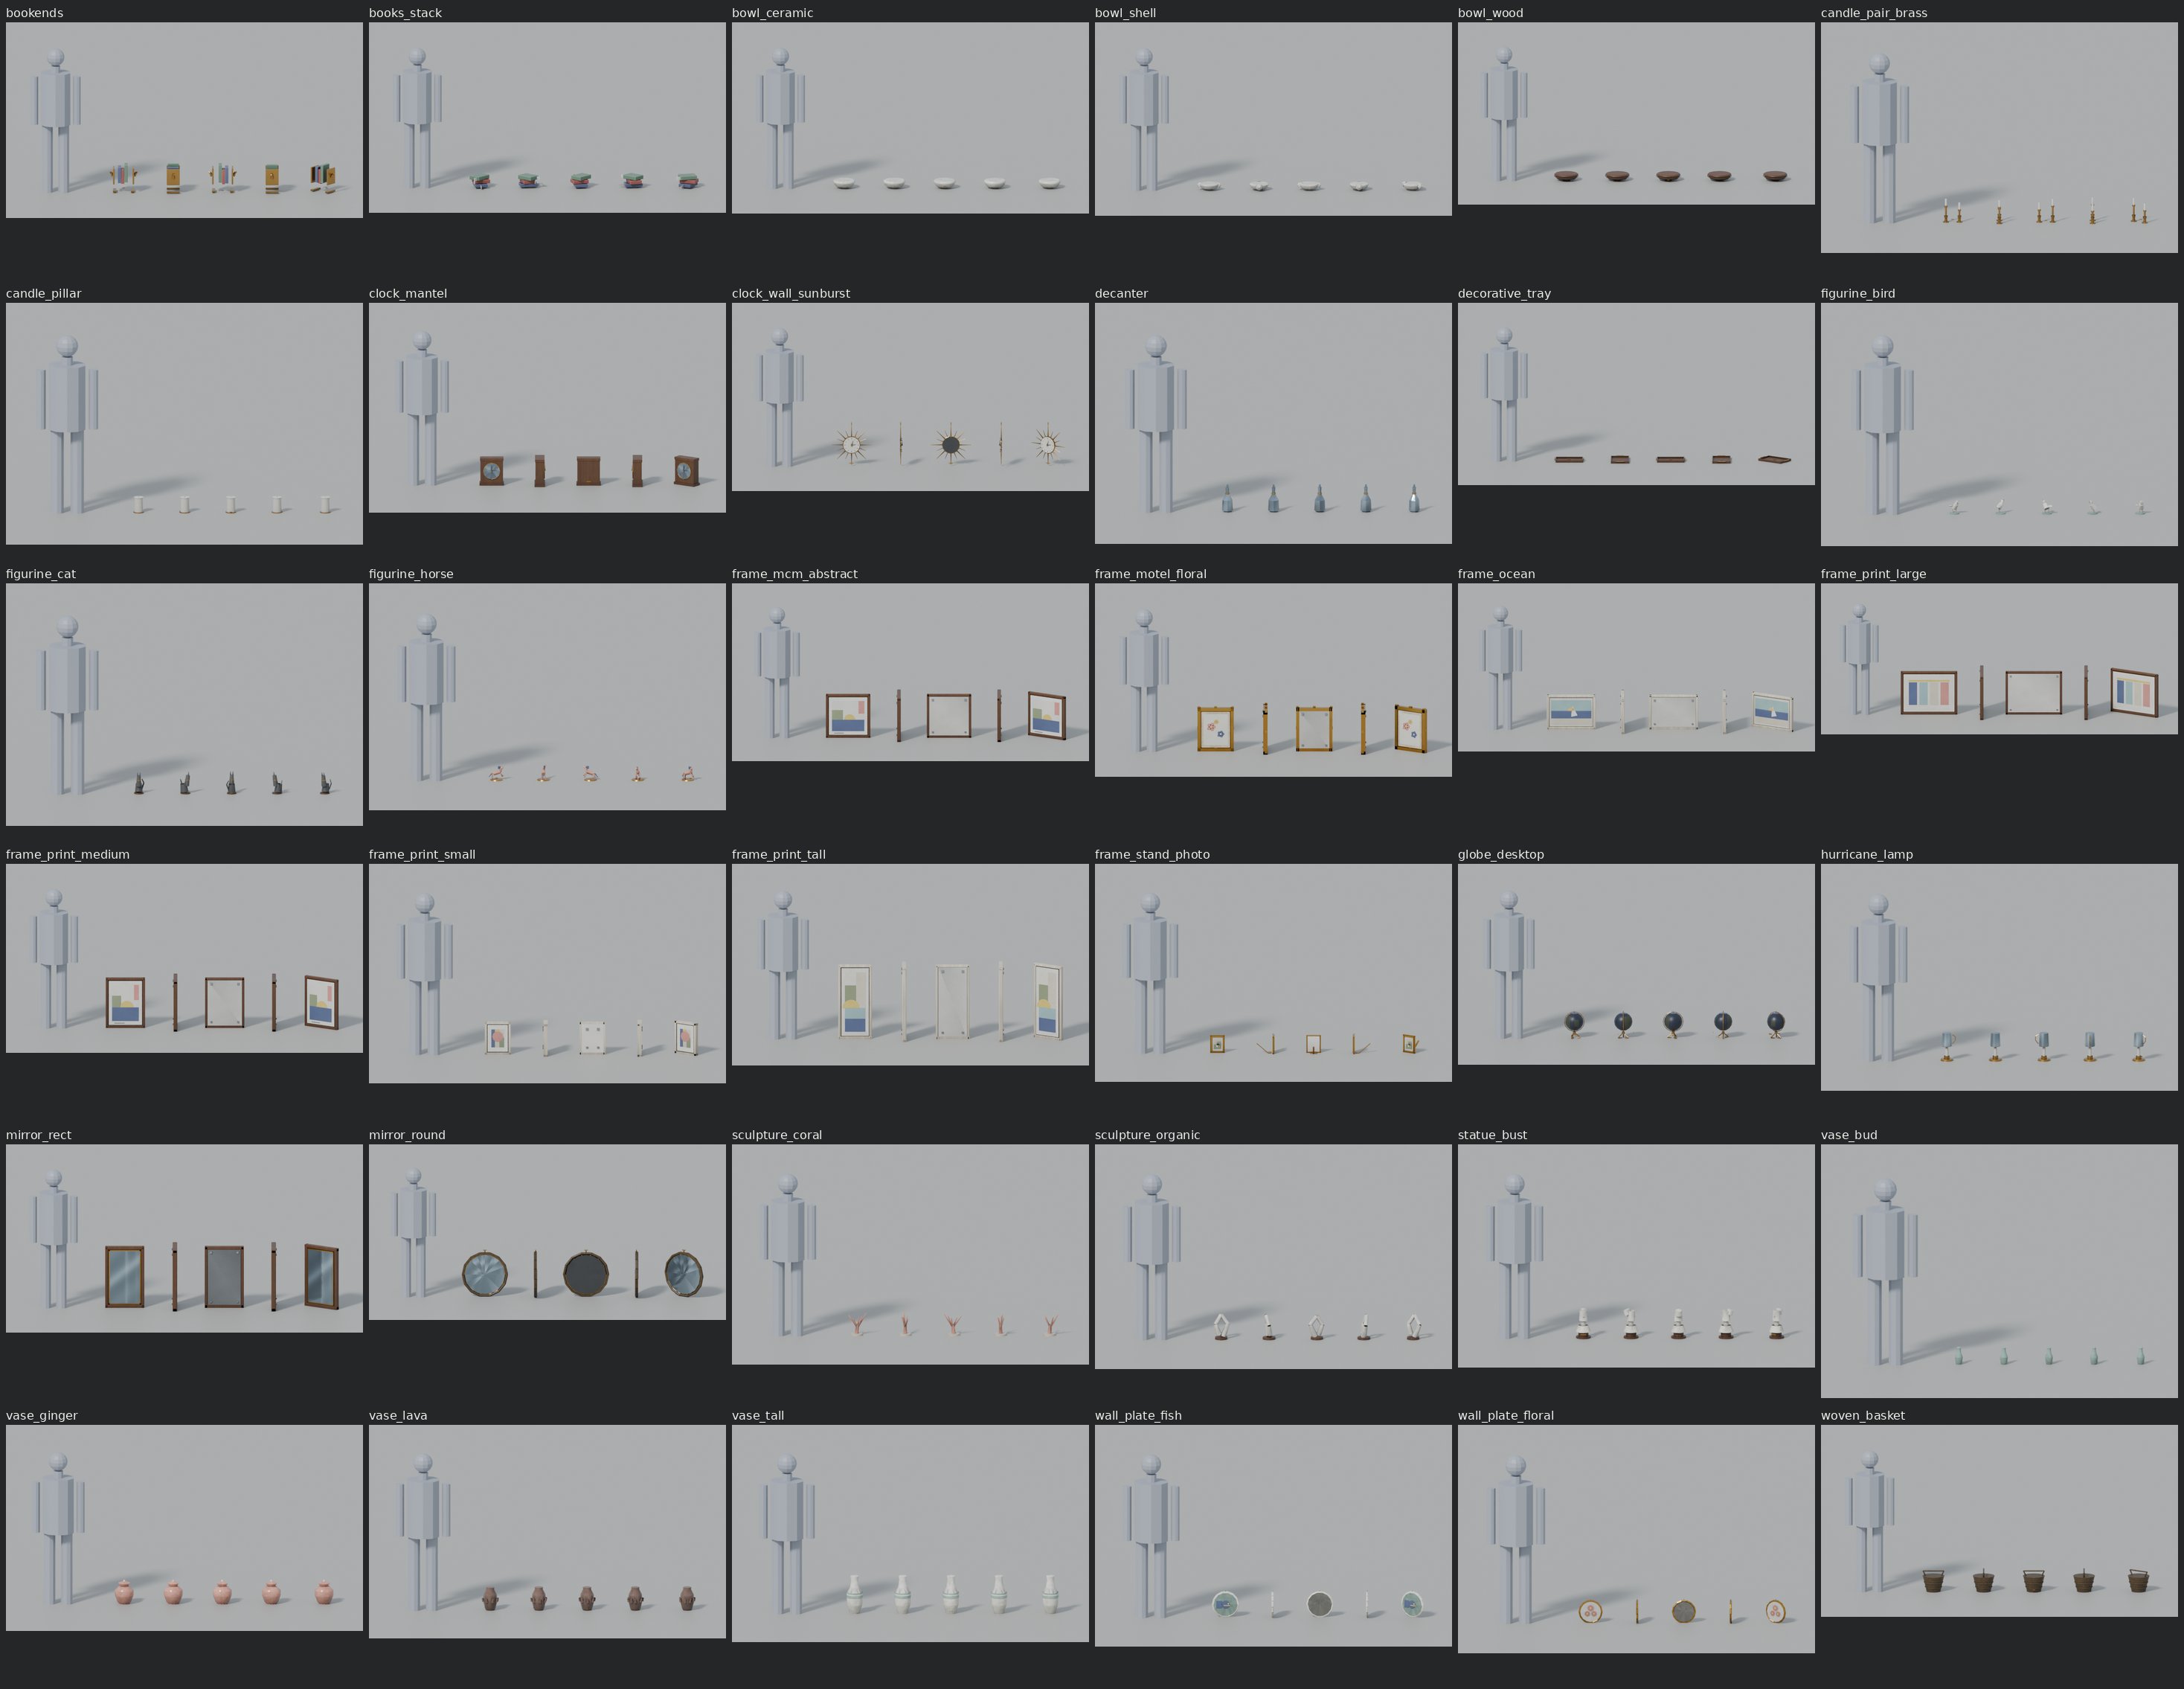 bookends
books_stack
bowl_ceramic
bowl_shell
bowl_wood
candle_pair_brass
candle_pillar
clock_mantel
clock_wall_sunburst
decanter
decorative_tray
figurine_bird
figurine_cat
figurine_horse
frame_mcm_abstract
frame_motel_floral
frame_ocean
frame_print_large
frame_print_medium
frame_print_small
frame_print_tall
frame_stand_photo
globe_desktop
hurricane_lamp
mirror_rect
mirror_round
sculpture_coral
sculpture_organic
statue_bust
vase_bud
vase_ginger
vase_lava
vase_tall
wall_plate_fish
wall_plate_floral
woven_basket